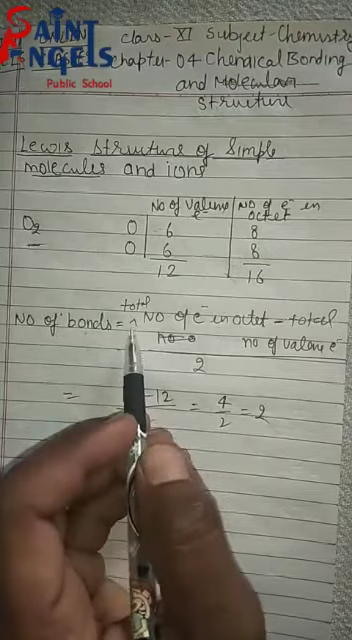 SAINT
ANGELS
Public School
Class-XI Subject-Chemistry
Chapter-04 Chemical Bonding
and Molecular
Structure
Lewis structure of Simple
molecules and ions
No of valence e⁻ | No of e⁻ in octet
O₂ O 6 8
O 6 8
12 16
No of bonds = total No of e⁻ in octet - total no of valence e⁻
2
= -12 = 4/2 = 2